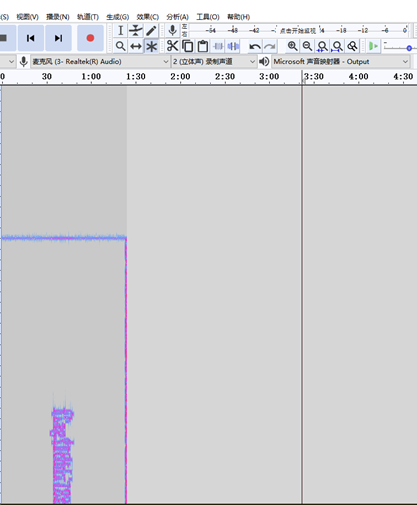 (S) 视图(V) 播录(N) 轨道(T) 生成(G) 效果(C) 分析(A) 工具(O) 帮助(H)
左 -54 -48 -42 - 点击开始监视 -18 -12 -6 0
右
麦克风 (3- Realtek(R) Audio) 2 (立体声) 录制声道 Microsoft 声音映射器 - Output
0 30 1:00 1:30 2:00 2:30 3:00 3:30 4:00 4:30